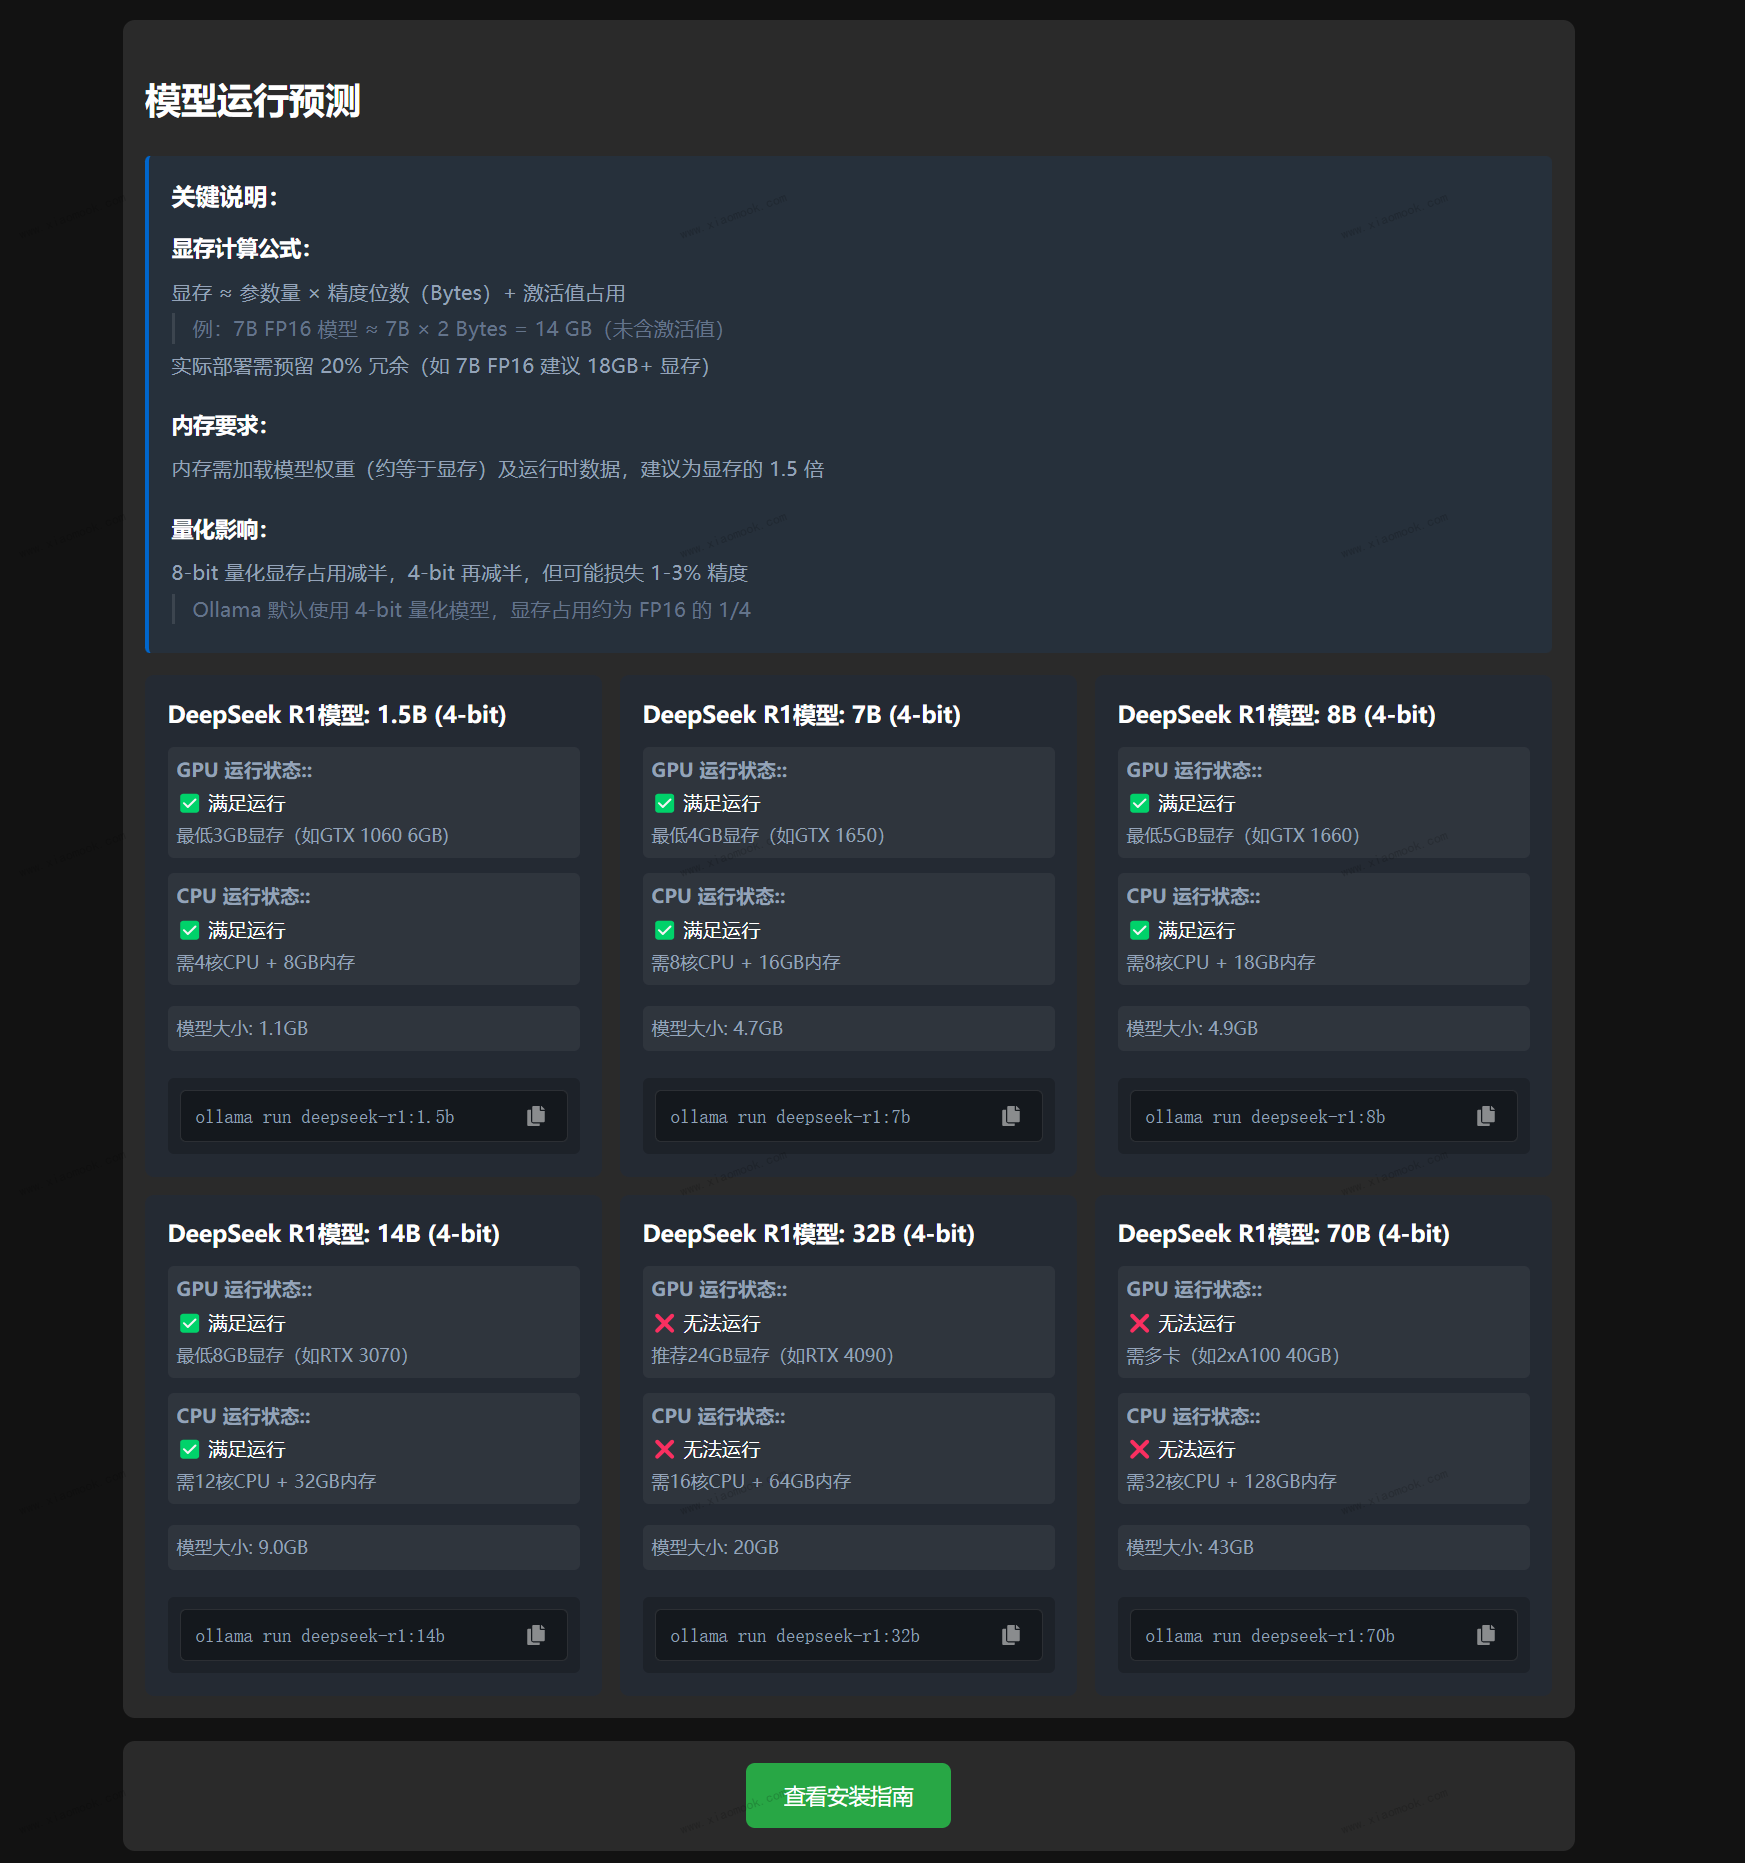 模型运行预测
关键说明：
显存计算公式：
显存 ≈ 参数量 × 精度位数（Bytes）+ 激活值占用
例：7B FP16 模型 ≈ 7B × 2 Bytes = 14 GB（未含激活值）
实际部署需预留 20% 冗余（如 7B FP16 建议 18GB+ 显存）
内存要求：
内存需加载模型权重（约等于显存）及运行时数据，建议为显存的 1.5 倍
量化影响：
8-bit 量化显存占用减半，4-bit 再减半，但可能损失 1-3% 精度
Ollama 默认使用 4-bit 量化模型，显存占用约为 FP16 的 1/4
DeepSeek R1模型: 1.5B (4-bit)
GPU 运行状态::
✅ 满足运行
最低3GB显存（如GTX 1060 6GB）
CPU 运行状态::
✅ 满足运行
需4核CPU + 8GB内存
模型大小: 1.1GB
ollama run deepseek-r1:1.5b
DeepSeek R1模型: 7B (4-bit)
GPU 运行状态::
✅ 满足运行
最低4GB显存（如GTX 1650）
CPU 运行状态::
✅ 满足运行
需8核CPU + 16GB内存
模型大小: 4.7GB
ollama run deepseek-r1:7b
DeepSeek R1模型: 8B (4-bit)
GPU 运行状态::
✅ 满足运行
最低5GB显存（如GTX 1660）
CPU 运行状态::
✅ 满足运行
需8核CPU + 18GB内存
模型大小: 4.9GB
ollama run deepseek-r1:8b
DeepSeek R1模型: 14B (4-bit)
GPU 运行状态::
✅ 满足运行
最低8GB显存（如RTX 3070）
CPU 运行状态::
✅ 满足运行
需12核CPU + 32GB内存
模型大小: 9.0GB
ollama run deepseek-r1:14b
DeepSeek R1模型: 32B (4-bit)
GPU 运行状态::
❌ 无法运行
推荐24GB显存（如RTX 4090）
CPU 运行状态::
❌ 无法运行
需16核CPU + 64GB内存
模型大小: 20GB
ollama run deepseek-r1:32b
DeepSeek R1模型: 70B (4-bit)
GPU 运行状态::
❌ 无法运行
需多卡（如2xA100 40GB）
CPU 运行状态::
❌ 无法运行
需32核CPU + 128GB内存
模型大小: 43GB
ollama run deepseek-r1:70b
查看安装指南